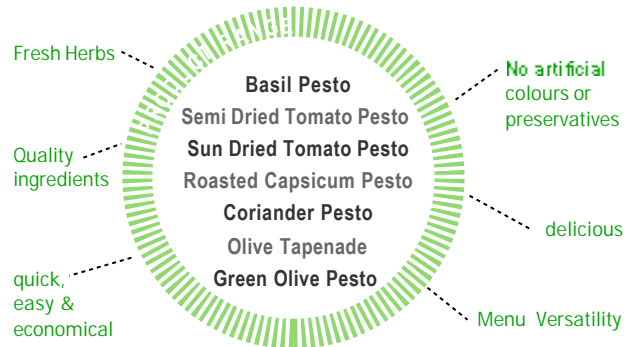 Fresh Herbs
No artificial
colours or
preservatives
Basil Pesto
Semi Dried Tomato Pesto
Sun Dried Tomato Pesto
Roasted Capsicum Pesto
Coriander Pesto
Olive Tapenade
Green Olive Pesto
Quality
ingredients
delicious
quick,
easy &
economical
Menu Versatility